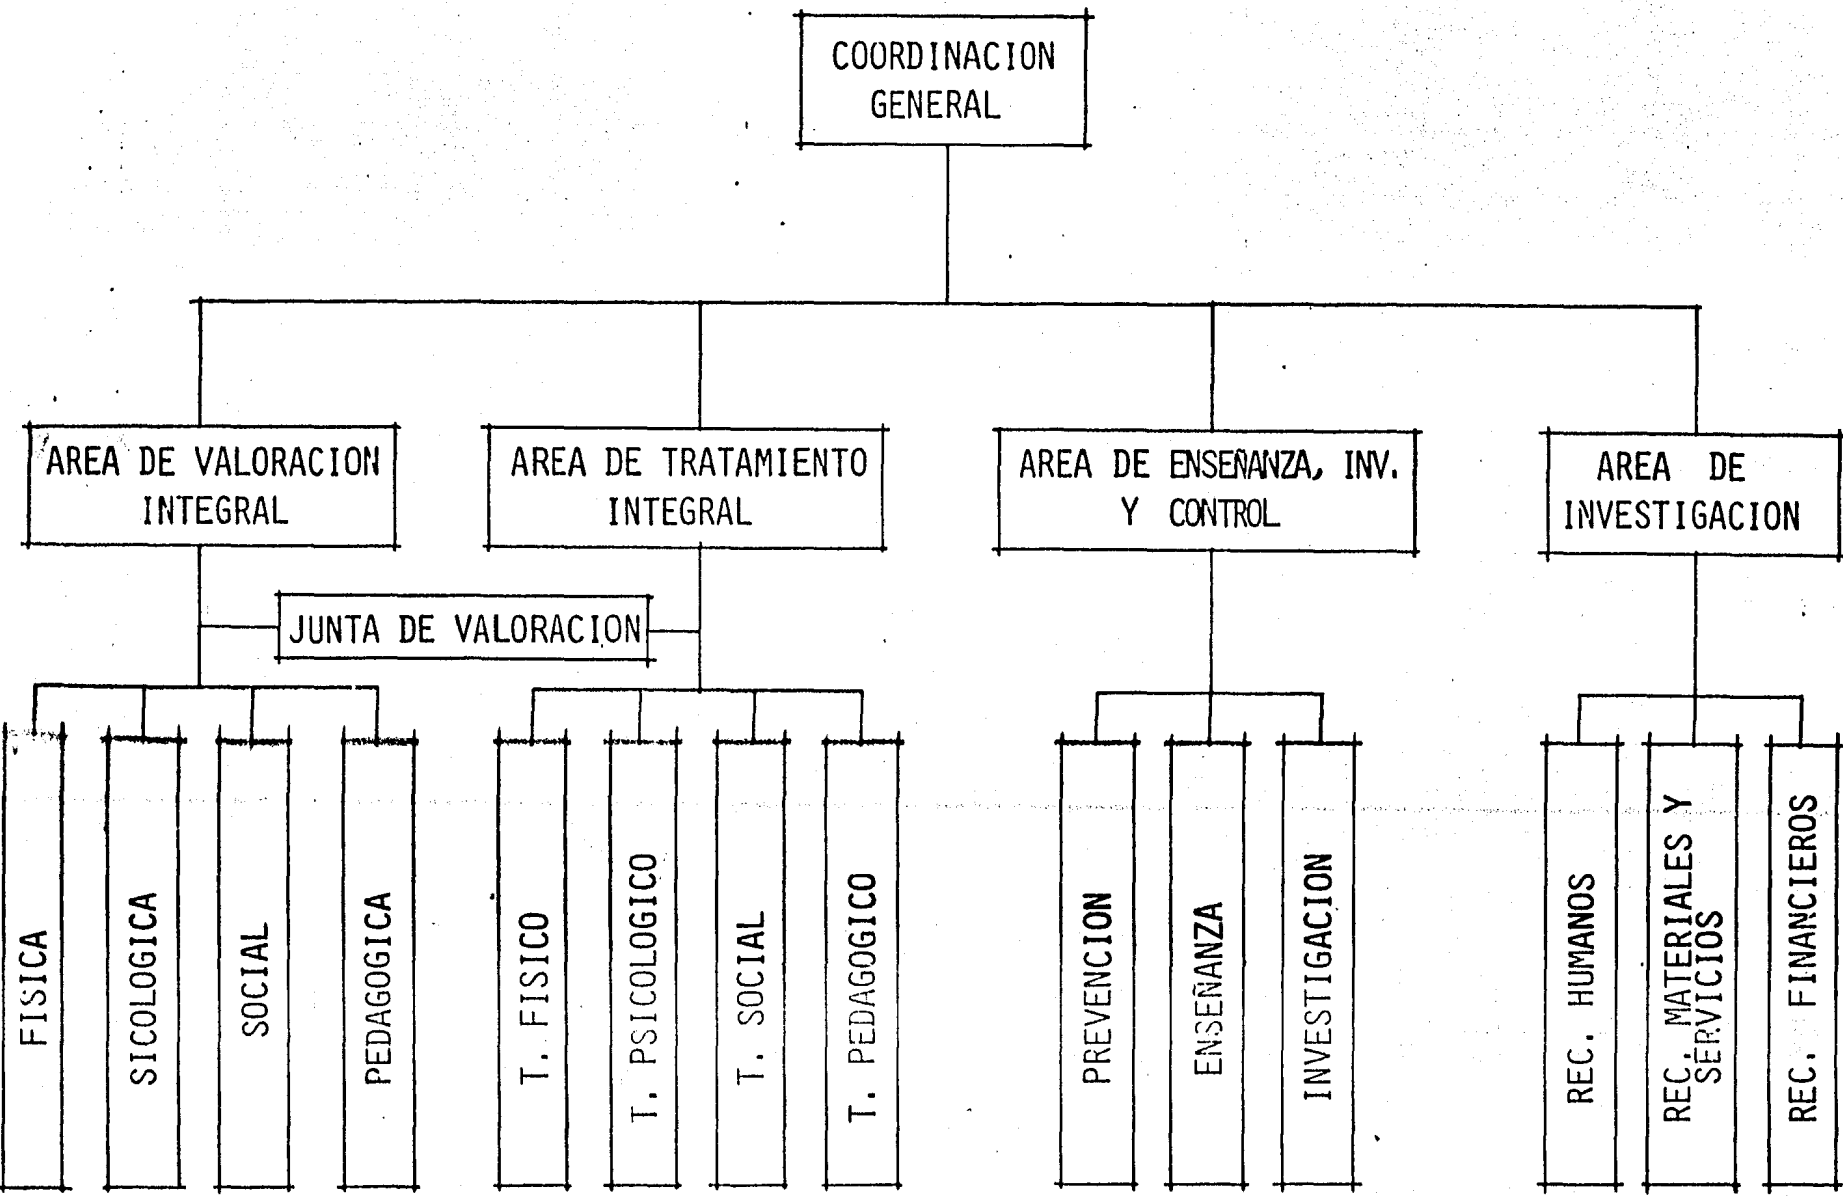 COORDINACION
GENERAL
AREA DE VALORACION
INTEGRAL
AREA DE TRATAMIENTO
INTEGRAL
AREA DE ENSEÑANZA, INV.
Y CONTROL
AREA DE
INVESTIGACION
JUNTA DE VALORACION
FISICA
SICOLOGICA
SOCIAL
PEDAGOGICA
T. FISICO
T. PSICOLOGICO
T. SOCIAL
T. PEDAGOGICO
PREVENCION
ENSEÑANZA
INVESTIGACION
REC. HUMANOS
REC. MATERIALES Y
SERVICIOS
REC. FINANCIEROS